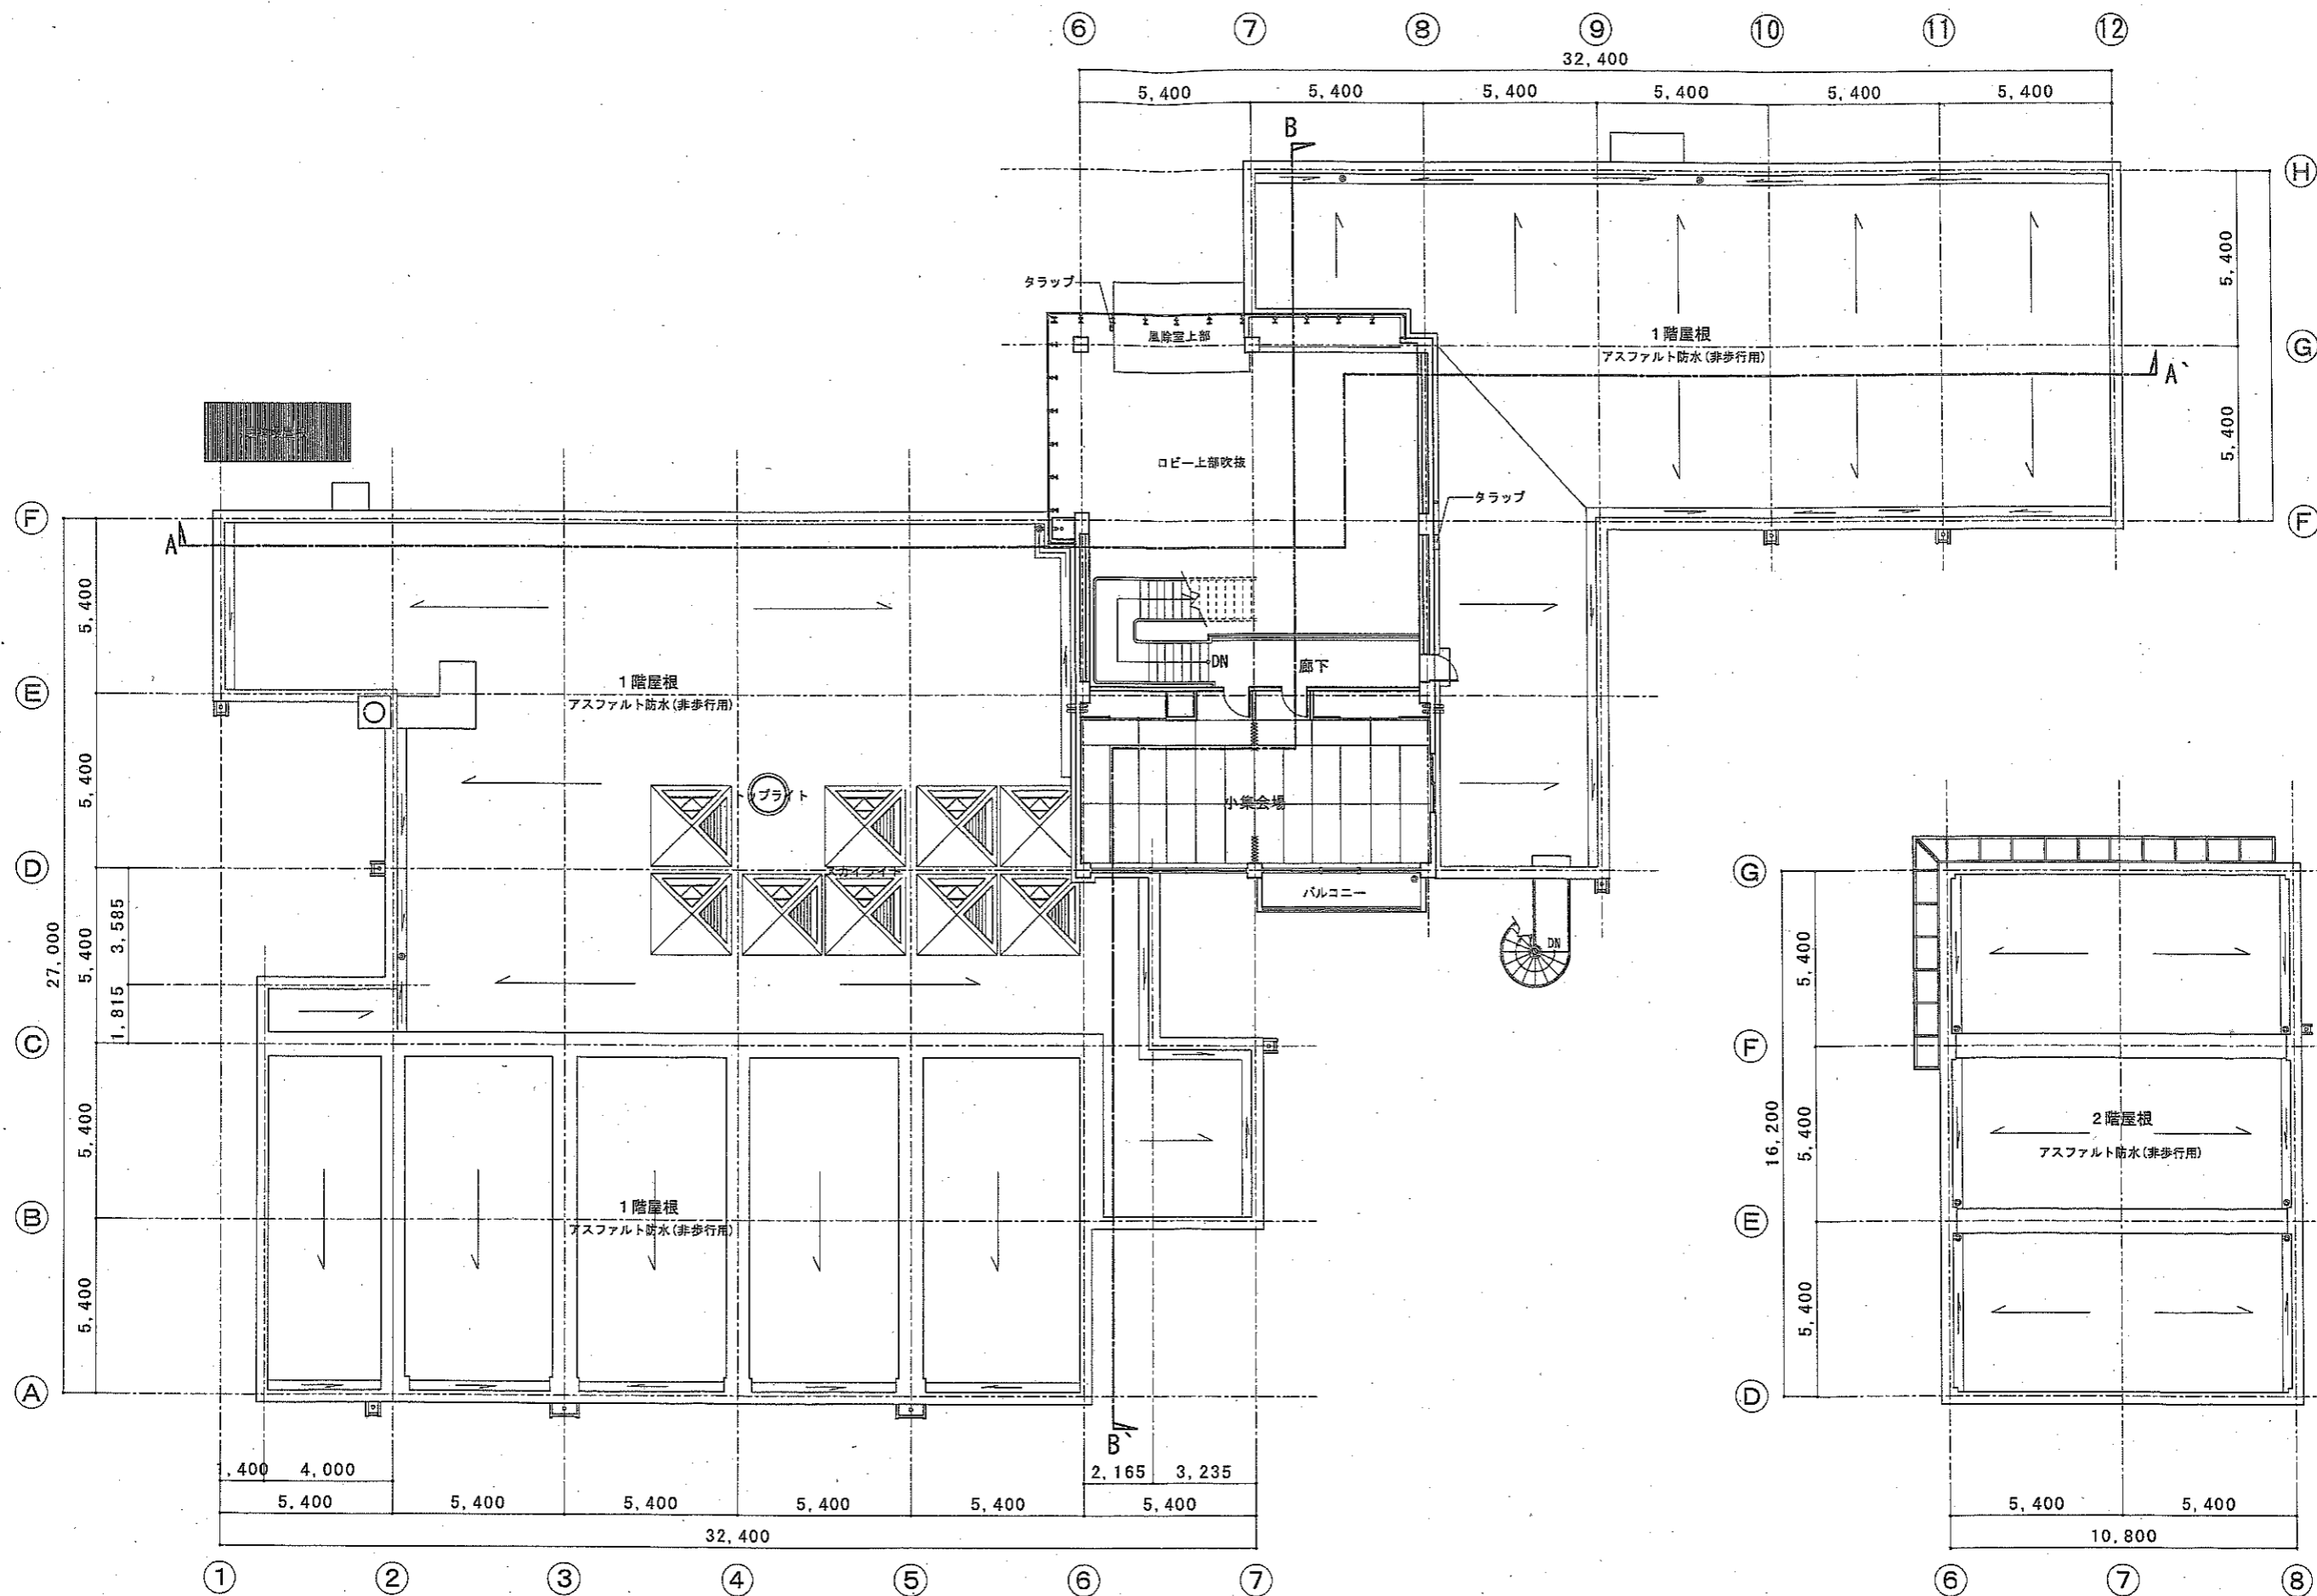 ⑥ ⑦ ⑧ ⑨ ⑩ ⑪ ⑫
32,400
5,400 5,400 5,400 5,400 5,400 5,400
B
H
タラップ
風除室上部
5,400
1階屋根
アスファルト防水(非歩行用)
G
A`
ロビー上部吹抜
5,400
タラップ
F
F
A
5,400
DN
廊下
1階屋根
アスファルト防水(非歩行用)
E
5,400
トップライト
小集会場
D
スカイライト
バルコニー
G
DN
27,000
5,400
3,585
1,815
5,400
C
F
5,400
16,200
5,400
2階屋根
アスファルト防水(非歩行用)
B
1階屋根
アスファルト防水(非歩行用)
E
5,400
5,400
A
D
B`
1,400 4,000
2,165 3,235
5,400 5,400 5,400 5,400 5,400 5,400
5,400 5,400
32,400
10,800
① ② ③ ④ ⑤ ⑥ ⑦
⑥ ⑦ ⑧